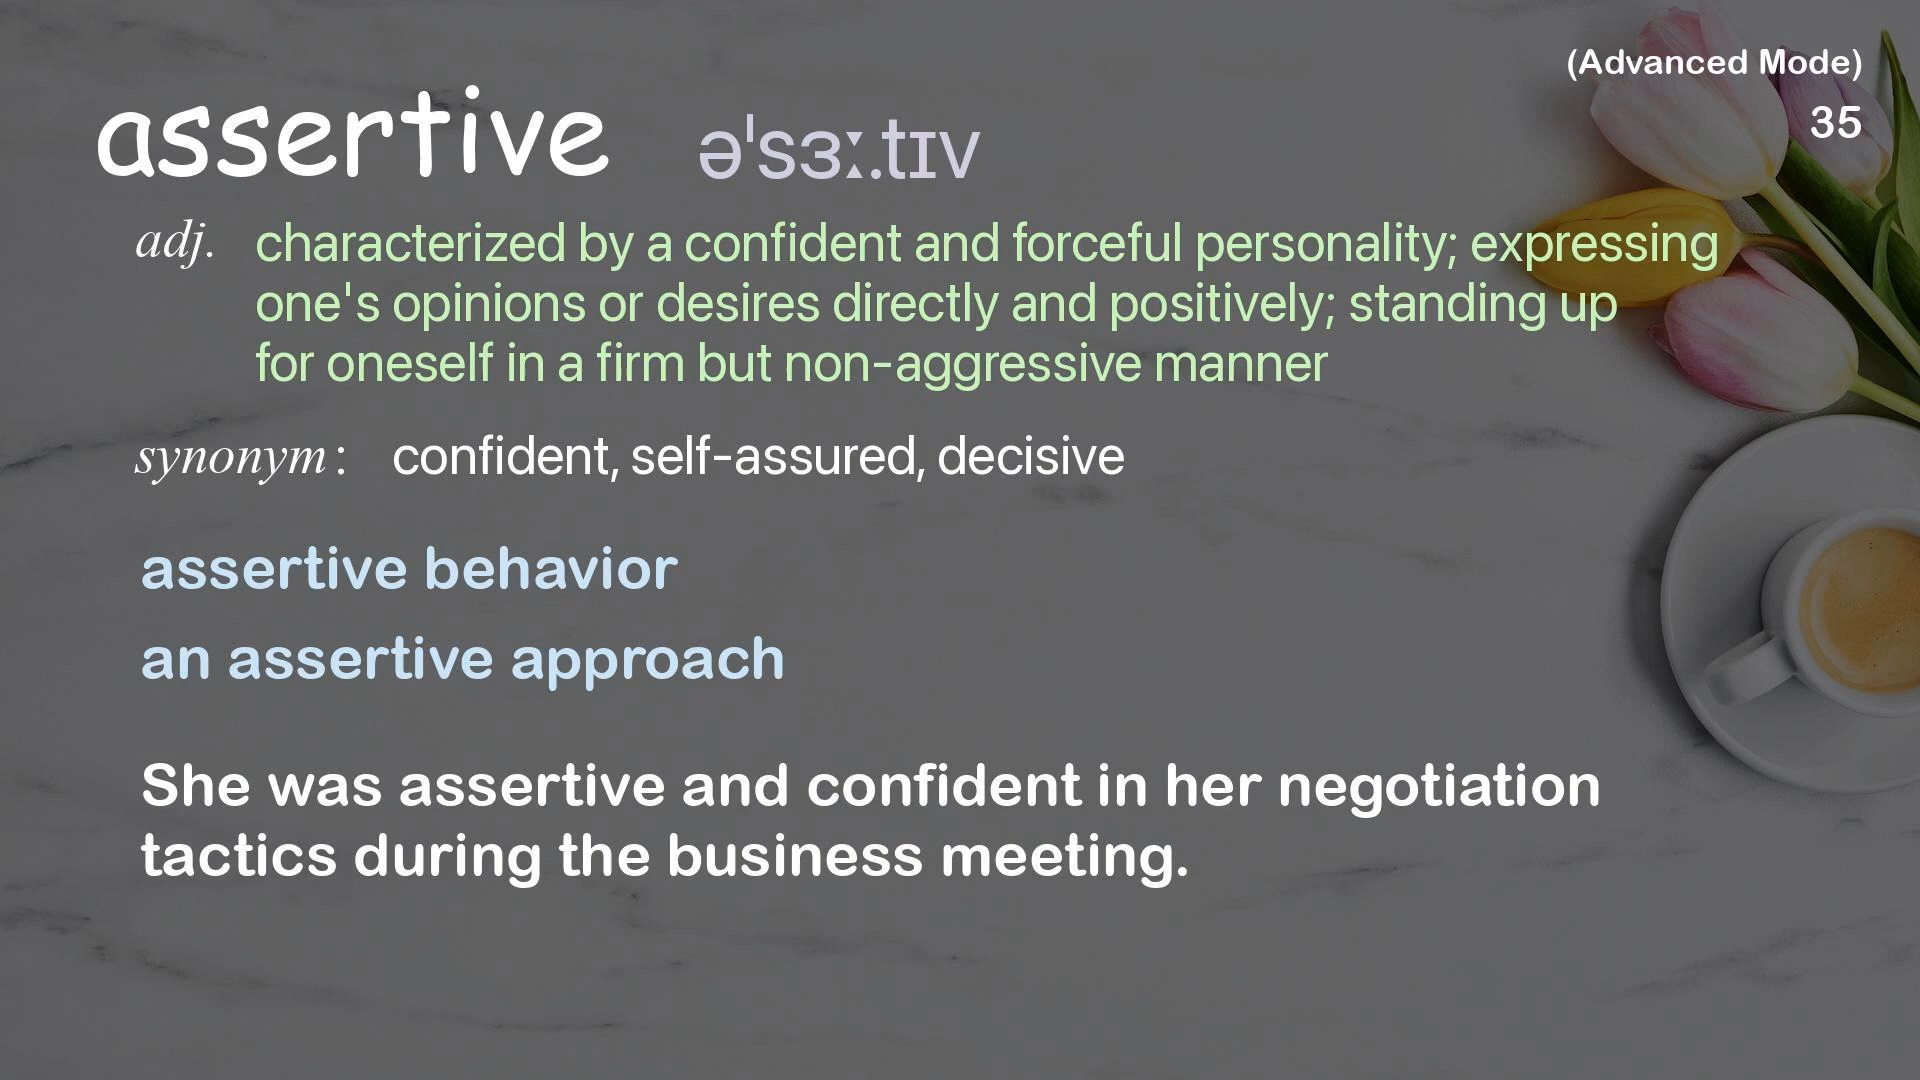 (Advanced Mode)
35
assertive əˈsɜː.tɪv
adj. characterized by a confident and forceful personality; expressing
one's opinions or desires directly and positively; standing up
for oneself in a firm but non-aggressive manner
synonym: confident, self-assured, decisive
assertive behavior
an assertive approach
She was assertive and confident in her negotiation
tactics during the business meeting.